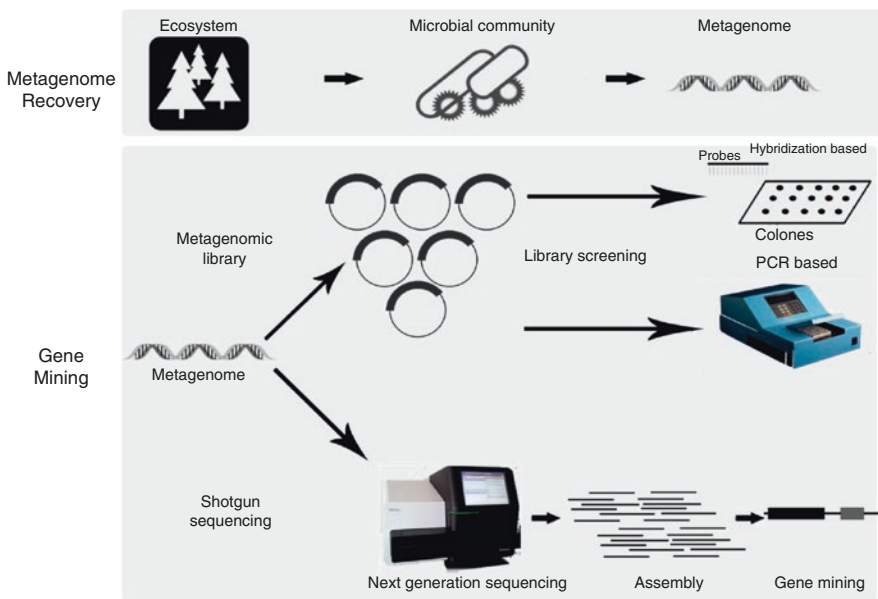 Ecosystem
Microbial community
Metagenome
Metagenome
Recovery
Probes
Hybridization based
Metagenomic
library
Library screening
Colones
PCR based
Gene
Mining
Metagenome
Shotgun
sequencing
Next generation sequencing
Assembly
Gene mining